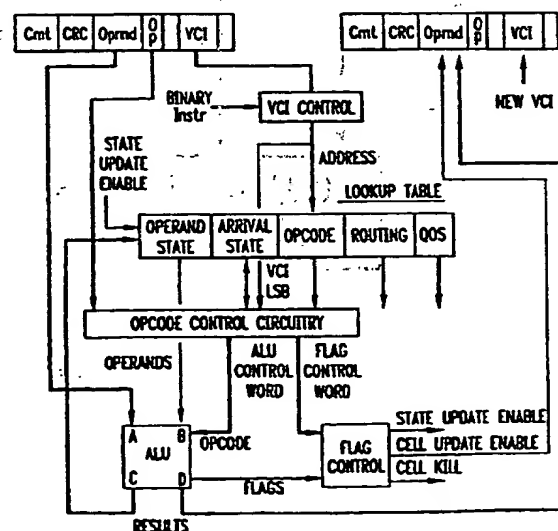 Cmt CRC Oprnd OP VCI
Cmt CRC Oprnd OP VCI
BINARY Instr
VCI CONTROL
NEW VCI
STATE UPDATE ENABLE
ADDRESS
LOOKUP TABLE
OPERAND STATE ARRIVAL STATE OPCODE ROUTING QOS
VCI LSB
OPCODE CONTROL CIRCUITRY
OPERANDS
ALU CONTROL WORD
FLAG CONTROL WORD
A B
ALU
C D
OPCODE
FLAG CONTROL
STATE UPDATE ENABLE
CELL UPDATE ENABLE
CELL KILL
FLAGS
RESULTS